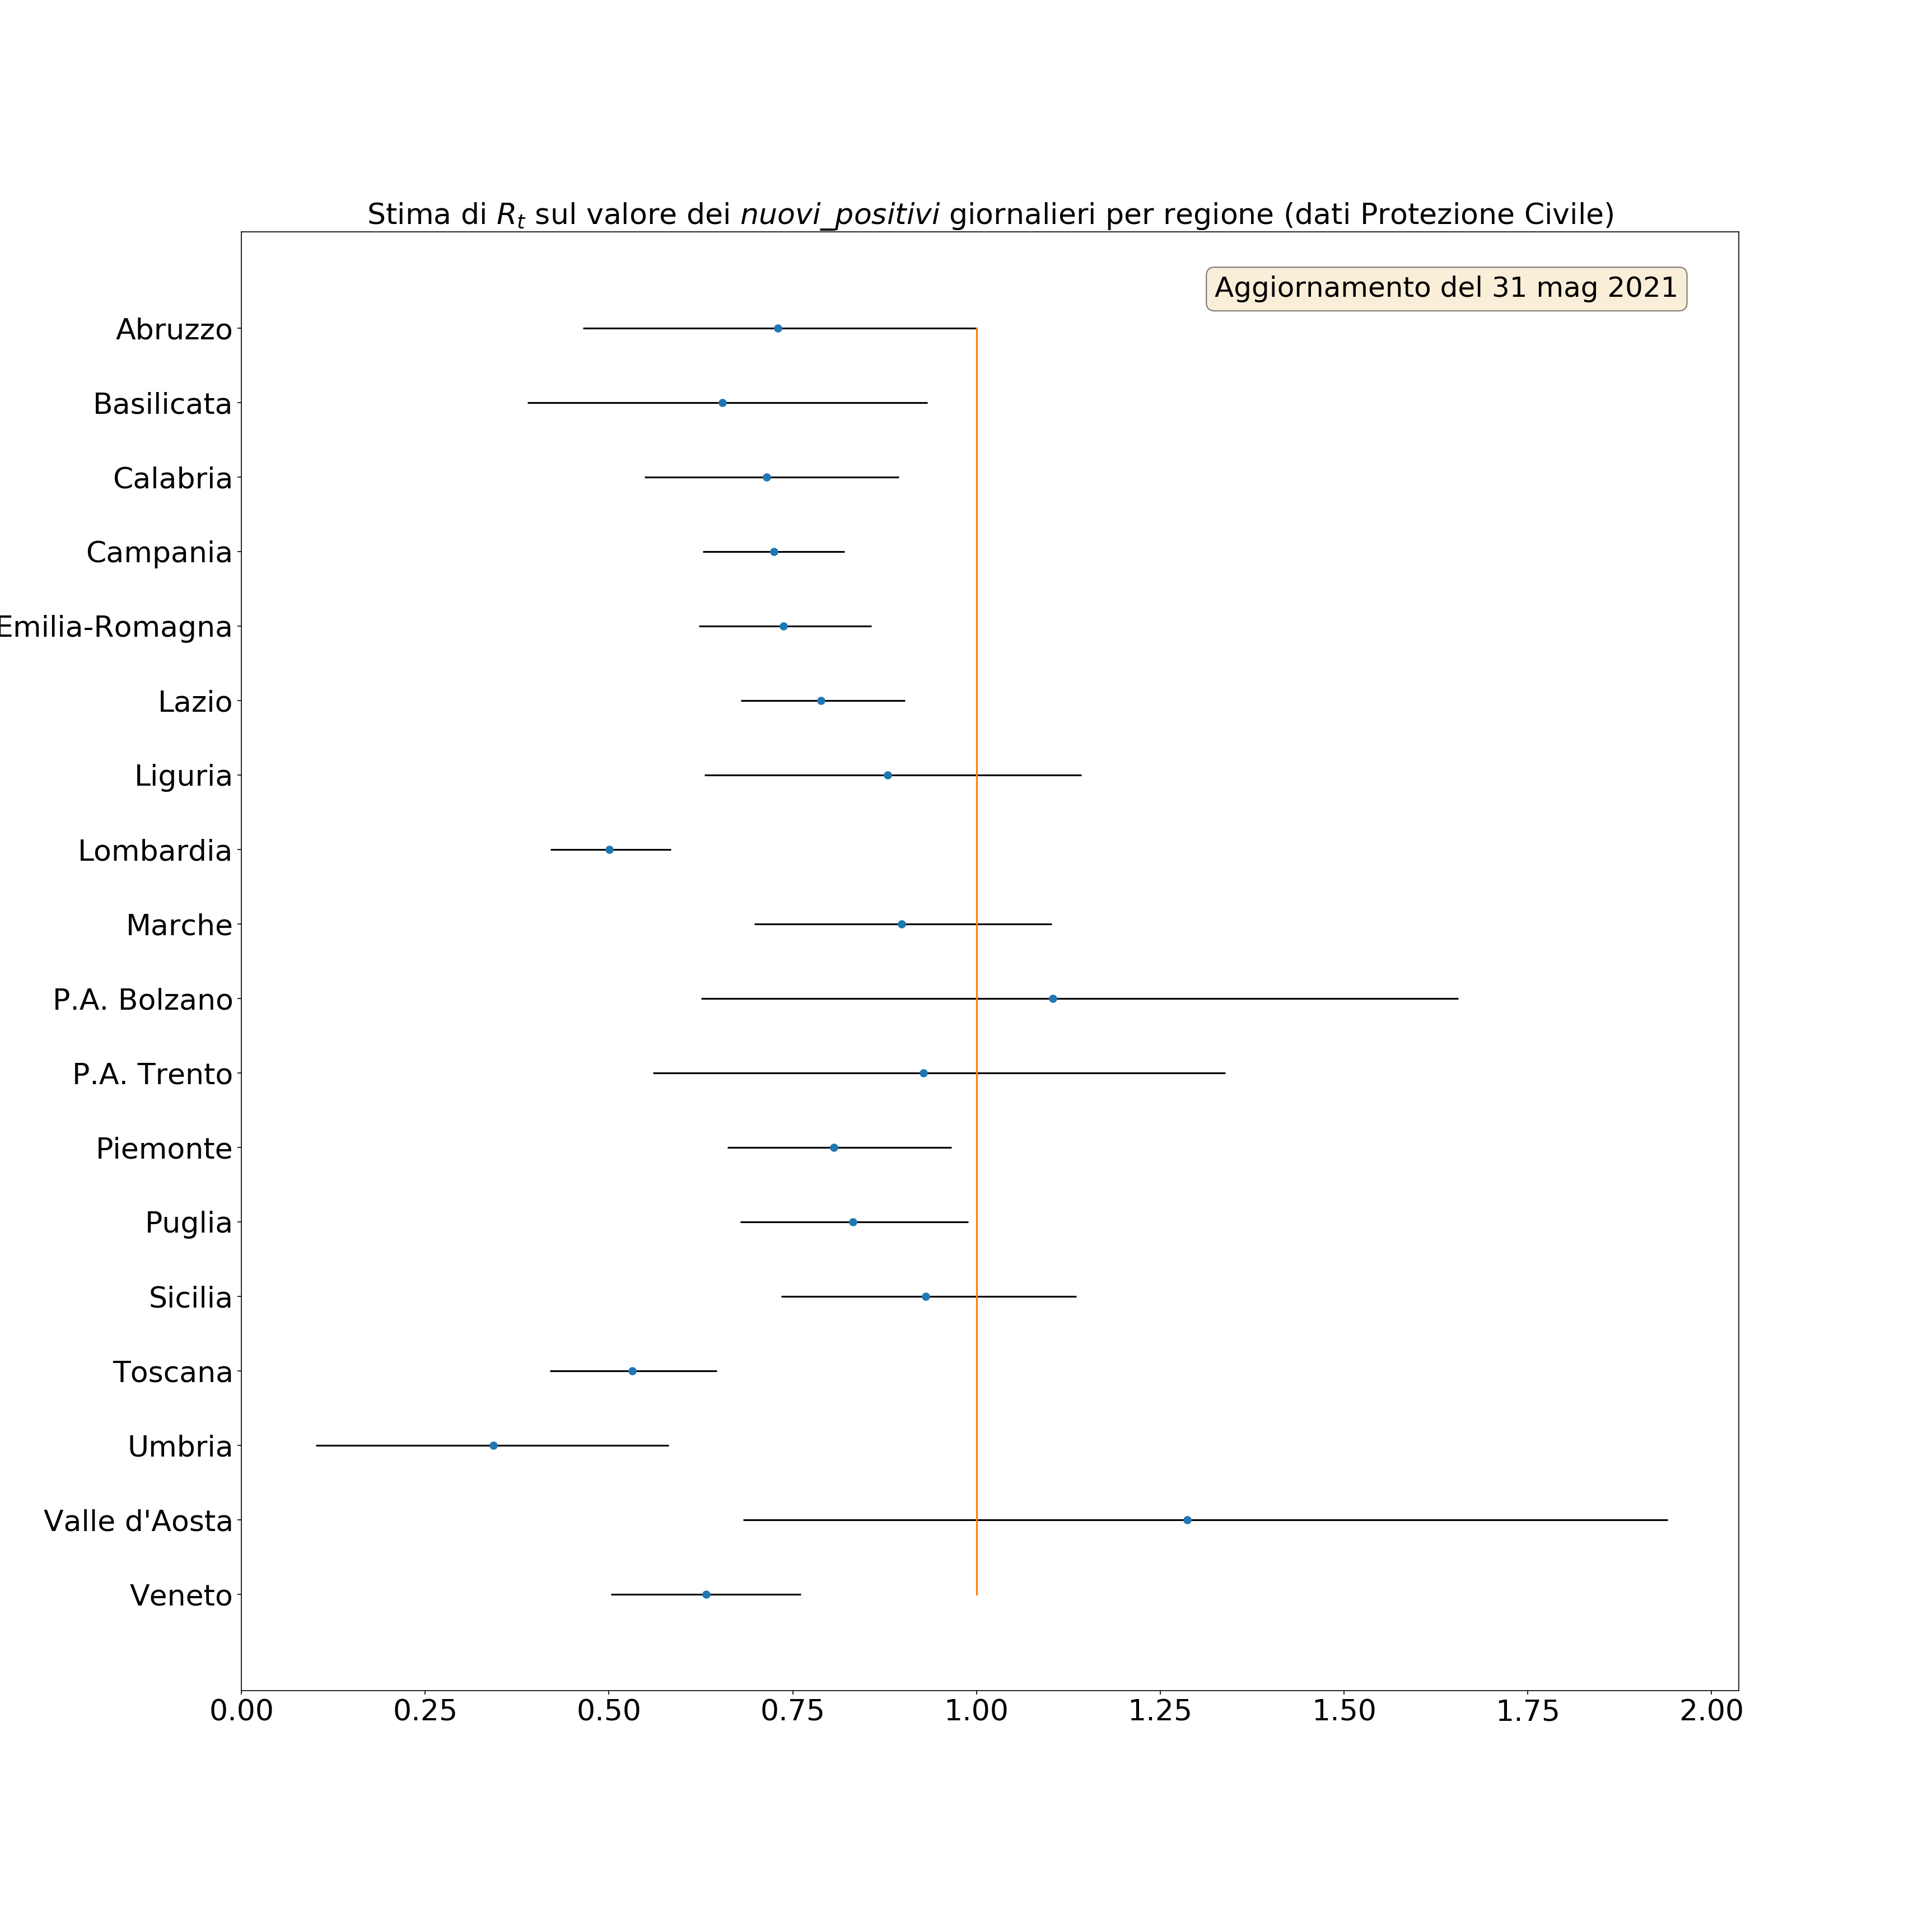 Stima di Rt sul valore dei nuovi_positivi giornalieri per regione (dati Protezione Civile)
Aggiornamento del 31 mag 2021
Abruzzo
Basilicata
Calabria
Campania
Emilia-Romagna
Lazio
Liguria
Lombardia
Marche
P.A. Bolzano
P.A. Trento
Piemonte
Puglia
Sicilia
Toscana
Umbria
Valle d'Aosta
Veneto
0.00 0.25 0.50 0.75 1.00 1.25 1.50 1.75 2.00